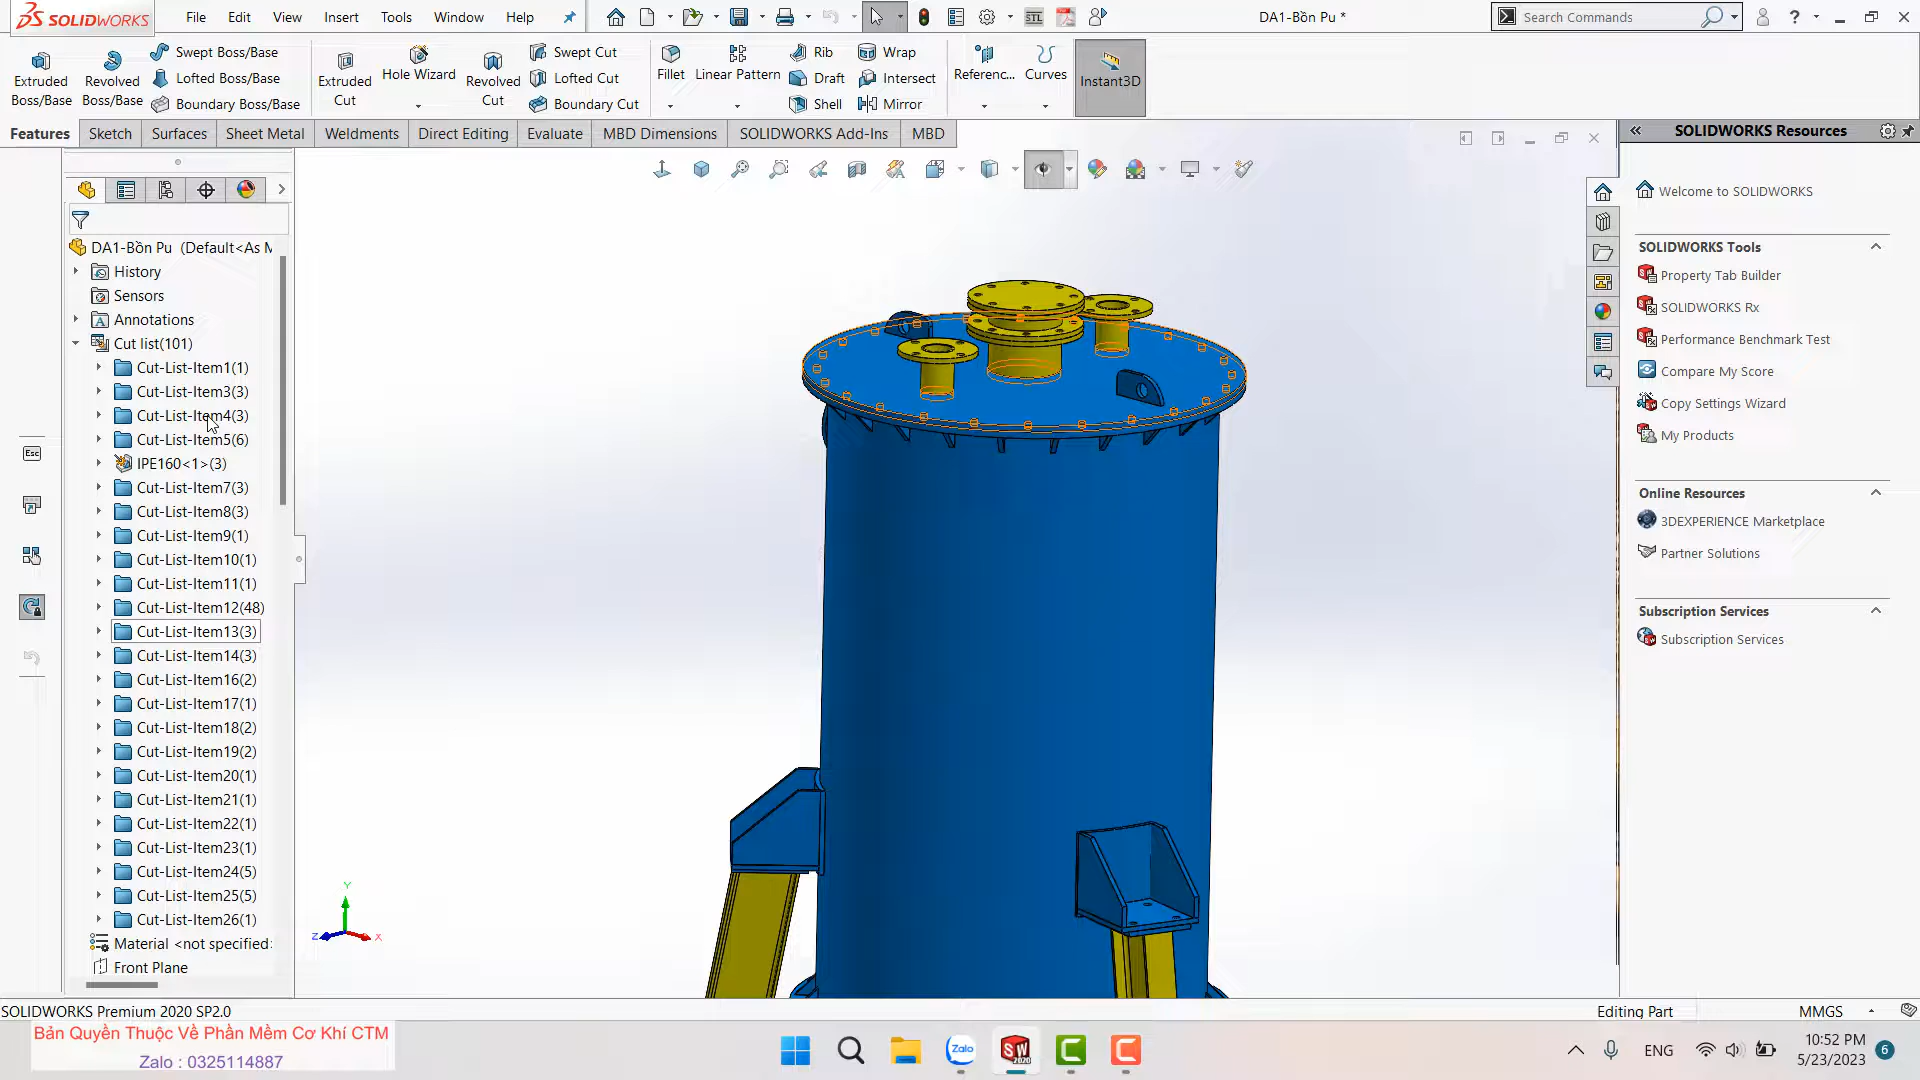 SOLIDWORKS
File Edit View Insert Tools Window Help
STL
DA1-Bồn Pu *
Search Commands
Extruded Boss/Base
Revolved Boss/Base
Swept Boss/Base
Lofted Boss/Base
Boundary Boss/Base
Extruded Cut
Hole Wizard
Revolved Cut
Swept Cut
Lofted Cut
Boundary Cut
Fillet
Linear Pattern
Rib
Draft
Shell
Wrap
Intersect
Mirror
Referenc...
Curves
Instant3D
Features Sketch Surfaces Sheet Metal Weldments Direct Editing Evaluate MBD Dimensions SOLIDWORKS Add-Ins MBD
DA1-Bồn Pu (Default<As M
History
Sensors
Annotations
Cut list(101)
Cut-List-Item1(1)
Cut-List-Item3(3)
Cut-List-Item4(3)
Cut-List-Item5(6)
IPE160<1>(3)
Cut-List-Item7(3)
Cut-List-Item8(3)
Cut-List-Item9(1)
Cut-List-Item10(1)
Cut-List-Item11(1)
Cut-List-Item12(48)
Cut-List-Item13(3)
Cut-List-Item14(3)
Cut-List-Item16(2)
Cut-List-Item17(1)
Cut-List-Item18(2)
Cut-List-Item19(2)
Cut-List-Item20(1)
Cut-List-Item21(1)
Cut-List-Item22(1)
Cut-List-Item23(1)
Cut-List-Item24(5)
Cut-List-Item25(5)
Cut-List-Item26(1)
Material <not specified>
Front Plane
Esc
Y
Z
X
SOLIDWORKS Resources
Welcome to SOLIDWORKS
SOLIDWORKS Tools
Property Tab Builder
SOLIDWORKS Rx
Performance Benchmark Test
Compare My Score
Copy Settings Wizard
My Products
Online Resources
3DEXPERIENCE Marketplace
Partner Solutions
Subscription Services
Subscription Services
SOLIDWORKS Premium 2020 SP2.0
Editing Part
MMGS
Bản Quyền Thuộc Về Phần Mềm Cơ Khí CTM
Zalo : 0325114887
Zalo
SW
2020
ENG
10:52 PM
5/23/2023
6